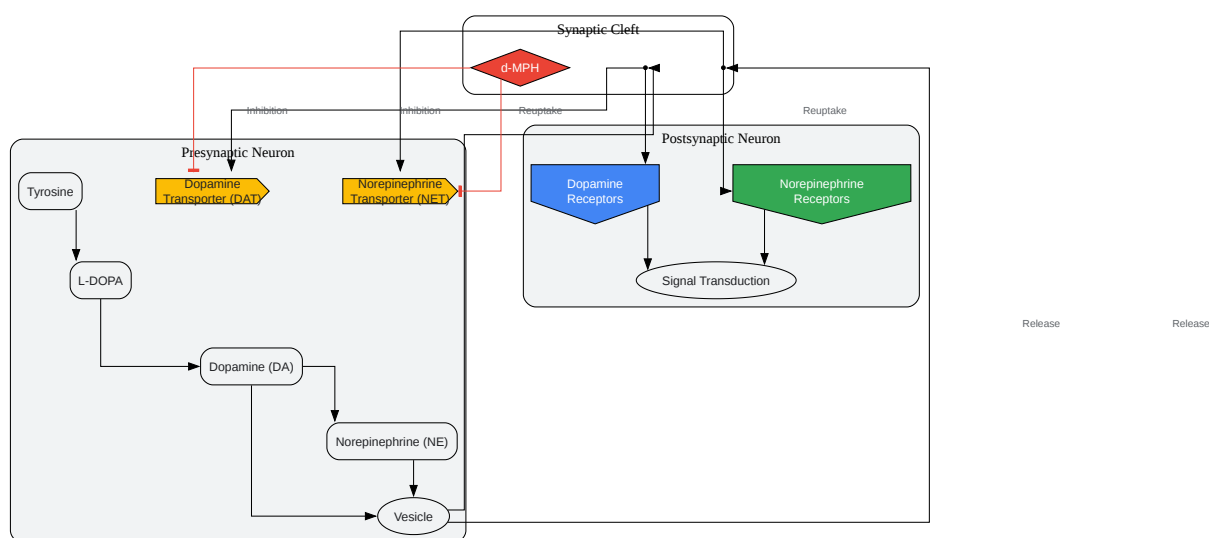 Synaptic Cleft
d-MPH
Inhibition
Inhibition
Reuptake
Reuptake
Presynaptic Neuron
Postsynaptic Neuron
Tyrosine
Dopamine
Transporter (DAT)
Norepinephrine
Transporter (NET)
Dopamine
Receptors
Norepinephrine
Receptors
L-DOPA
Signal Transduction
Release
Release
Dopamine (DA)
Norepinephrine (NE)
Vesicle